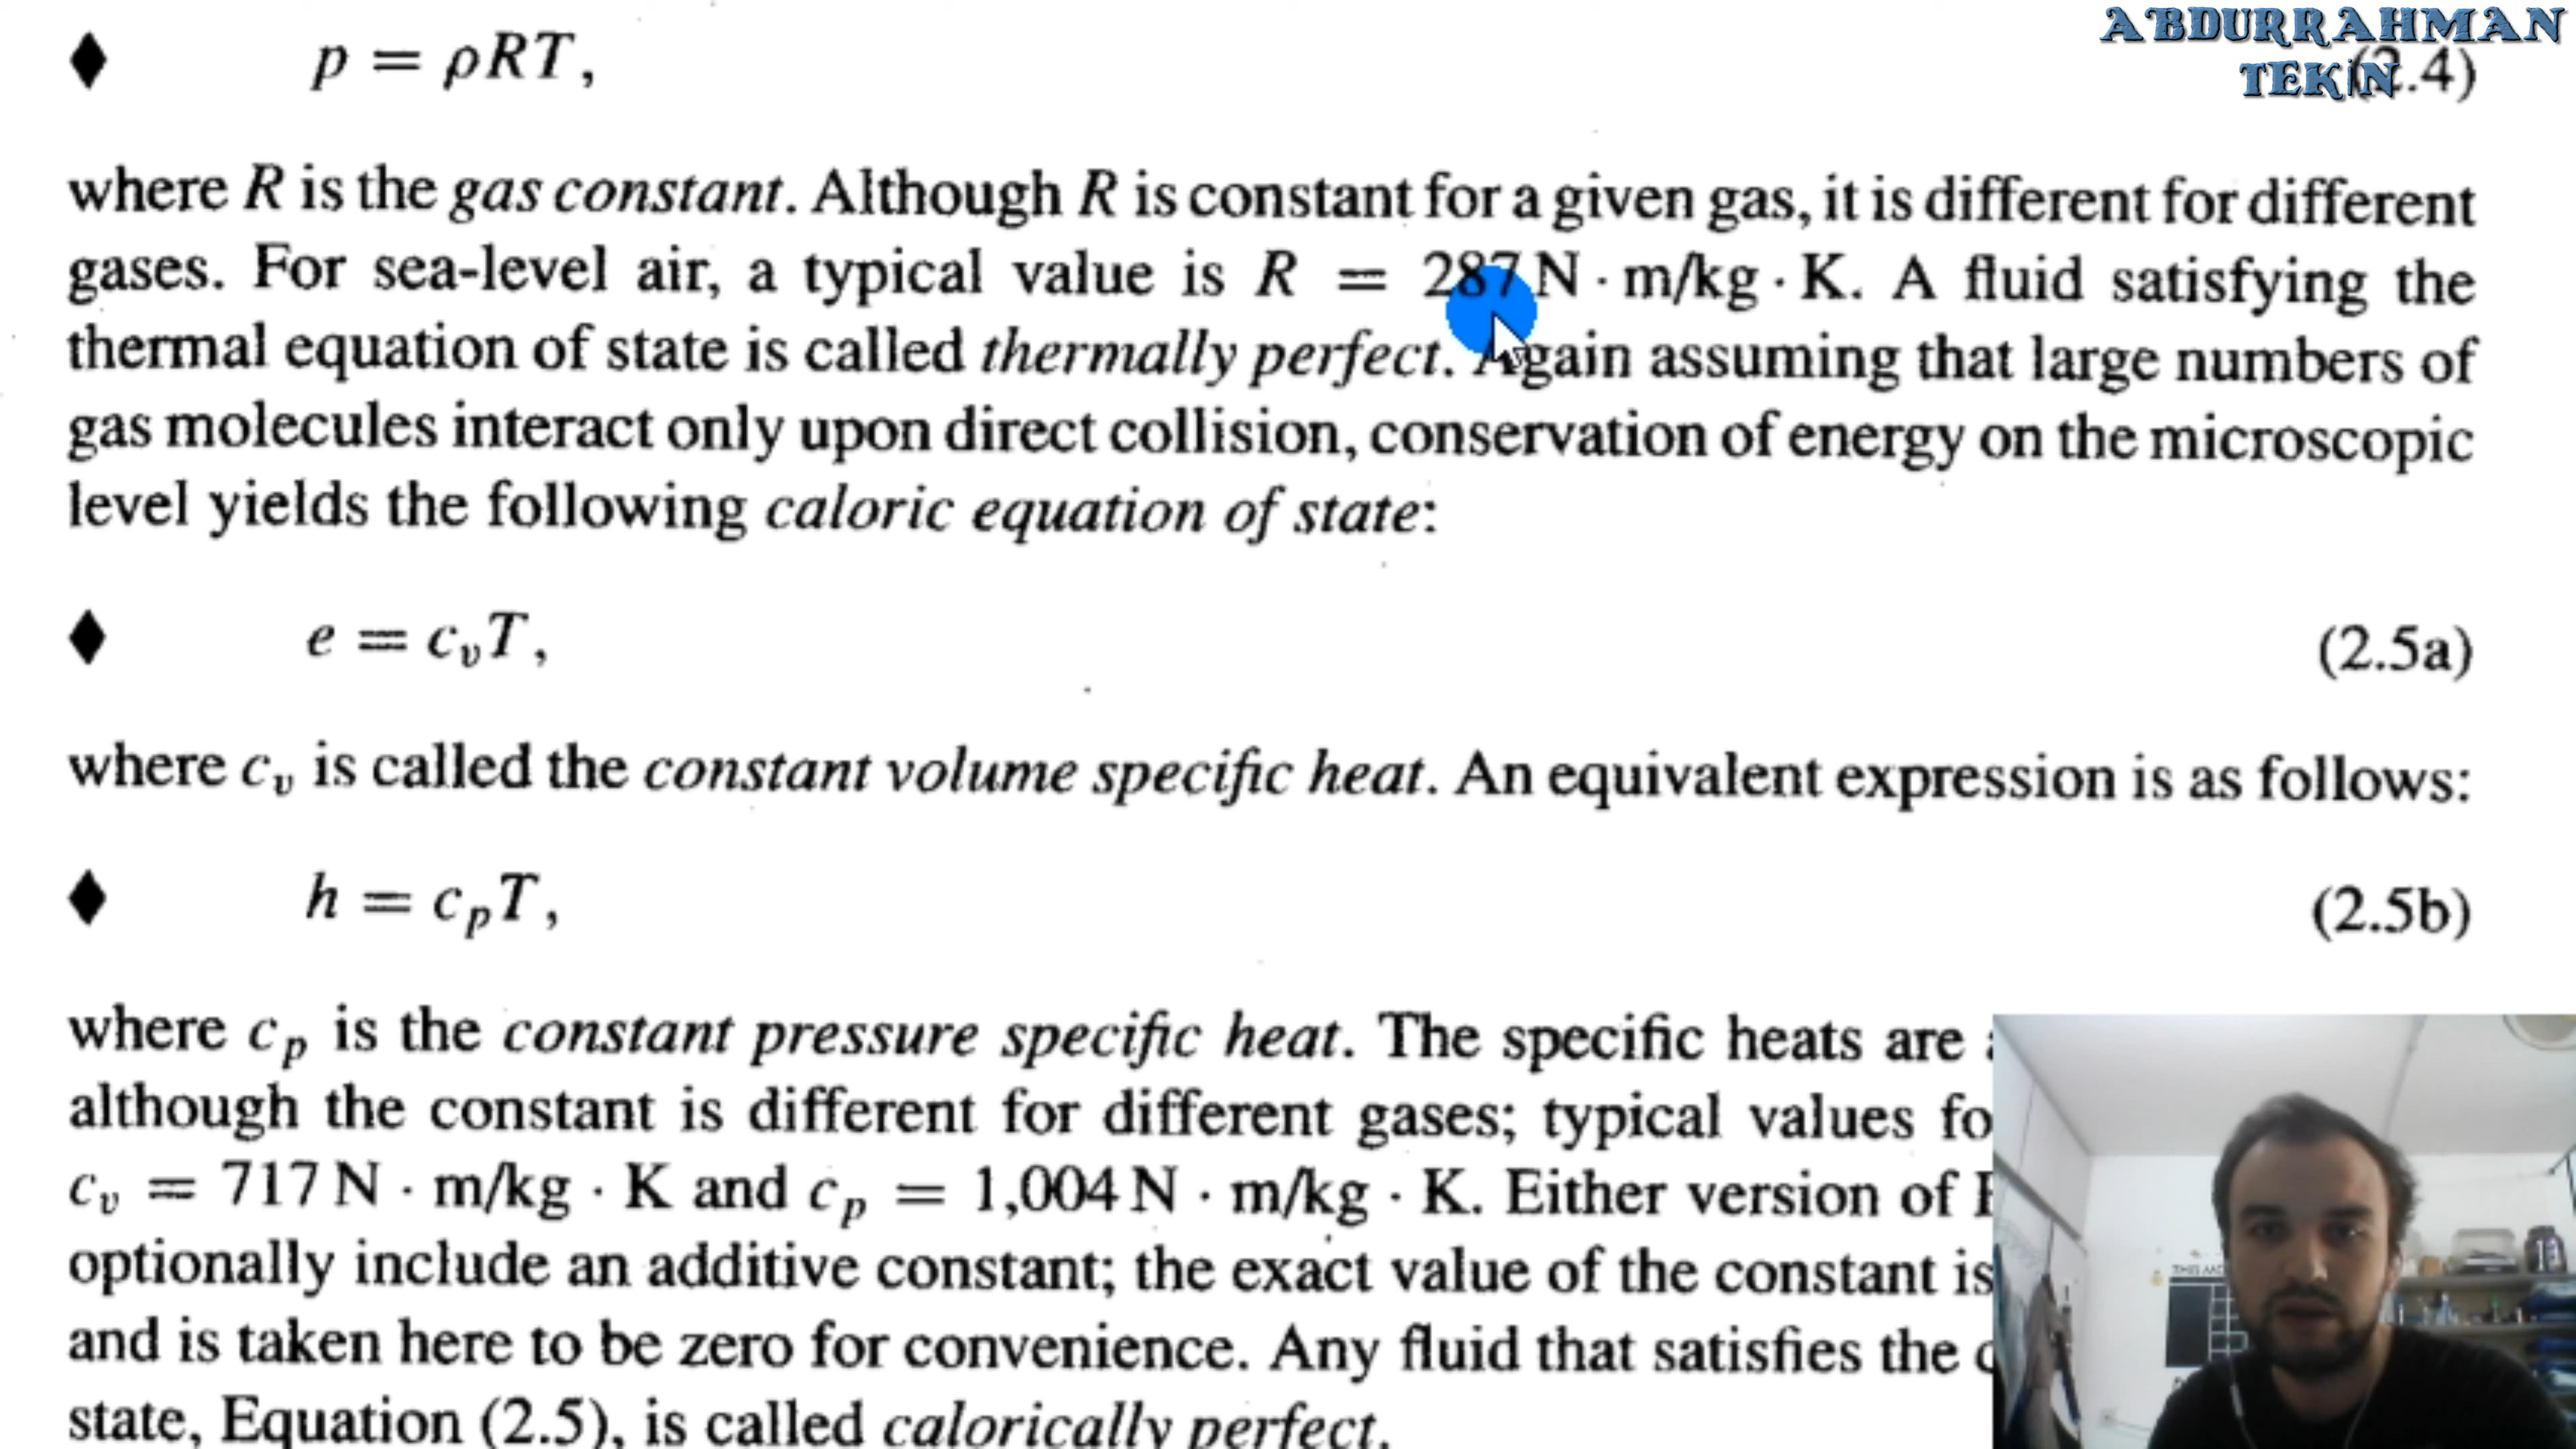 ABDURRAHMAN
TEKİN
♦ p = ρRT, (2.4)
where R is the gas constant. Although R is constant for a given gas, it is different for different
gases. For sea-level air, a typical value is R = 287 N · m/kg · K. A fluid satisfying the
thermal equation of state is called thermally perfect. Again assuming that large numbers of
gas molecules interact only upon direct collision, conservation of energy on the microscopic
level yields the following caloric equation of state:
♦ e = c_v T, (2.5a)
where c_v is called the constant volume specific heat. An equivalent expression is as follows:
♦ h = c_p T, (2.5b)
where c_p is the constant pressure specific heat. The specific heats are
although the constant is different for different gases; typical values fo
c_v = 717 N · m/kg · K and c_p = 1,004 N · m/kg · K. Either version of
optionally include an additive constant; the exact value of the constant is
and is taken here to be zero for convenience. Any fluid that satisfies the
state, Equation (2.5), is called calorically perfect.